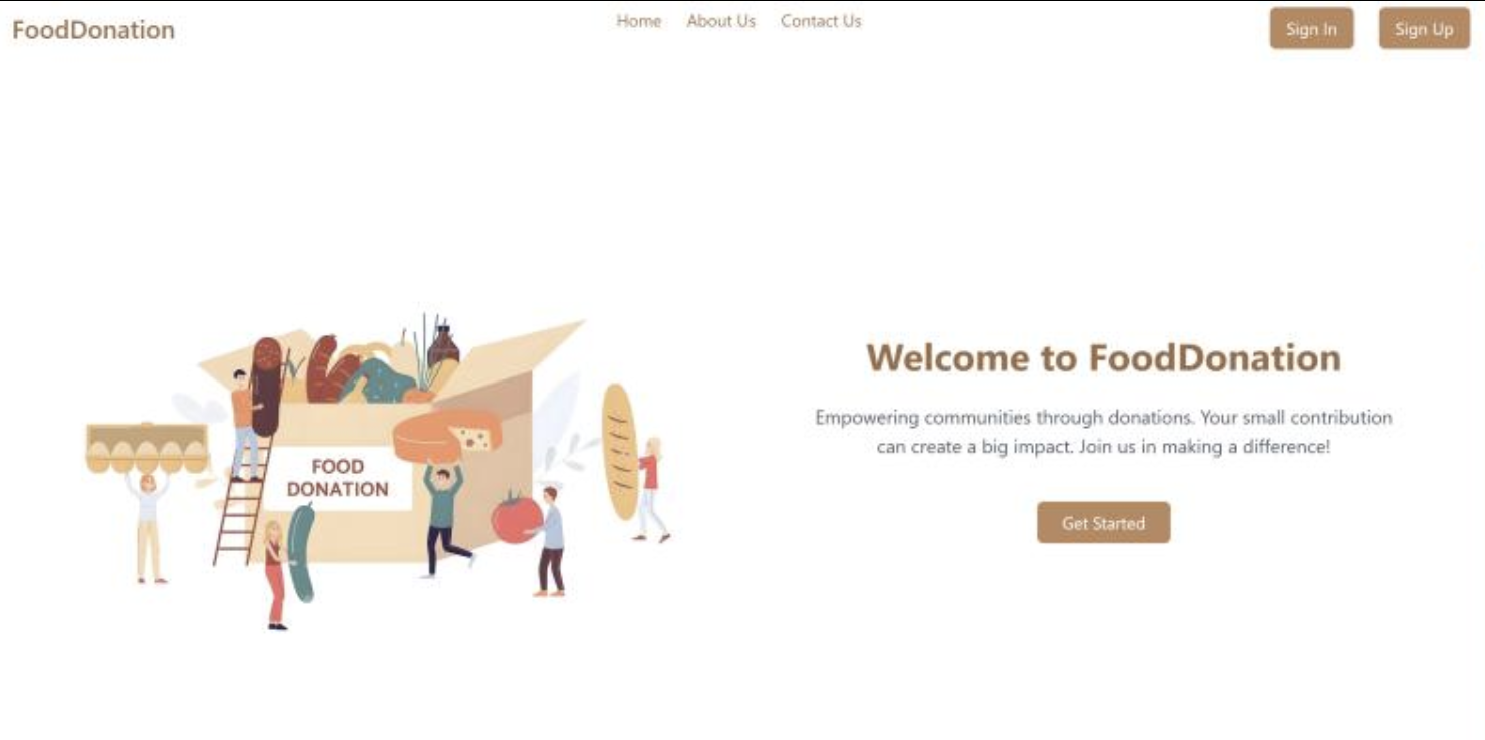 FoodDonation
Home About Us Contact Us
Sign In Sign Up
FOOD
DONATION
Welcome to FoodDonation
Empowering communities through donations. Your small contribution
can create a big impact. Join us in making a difference!
Get Started